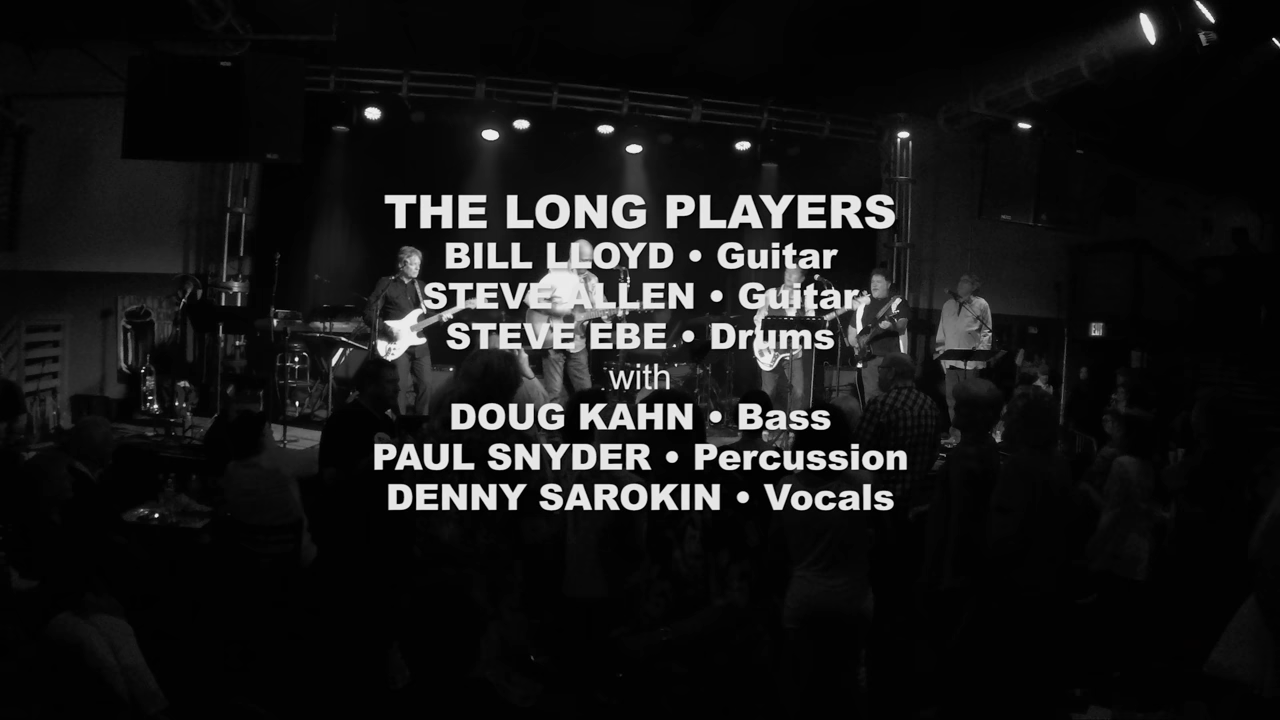 THE LONG PLAYERS
BILL LLOYD • Guitar
STEVE ALLEN • Guitar
STEVE EBE • Drums
with
DOUG KAHN • Bass
PAUL SNYDER • Percussion
DENNY SAROKIN • Vocals